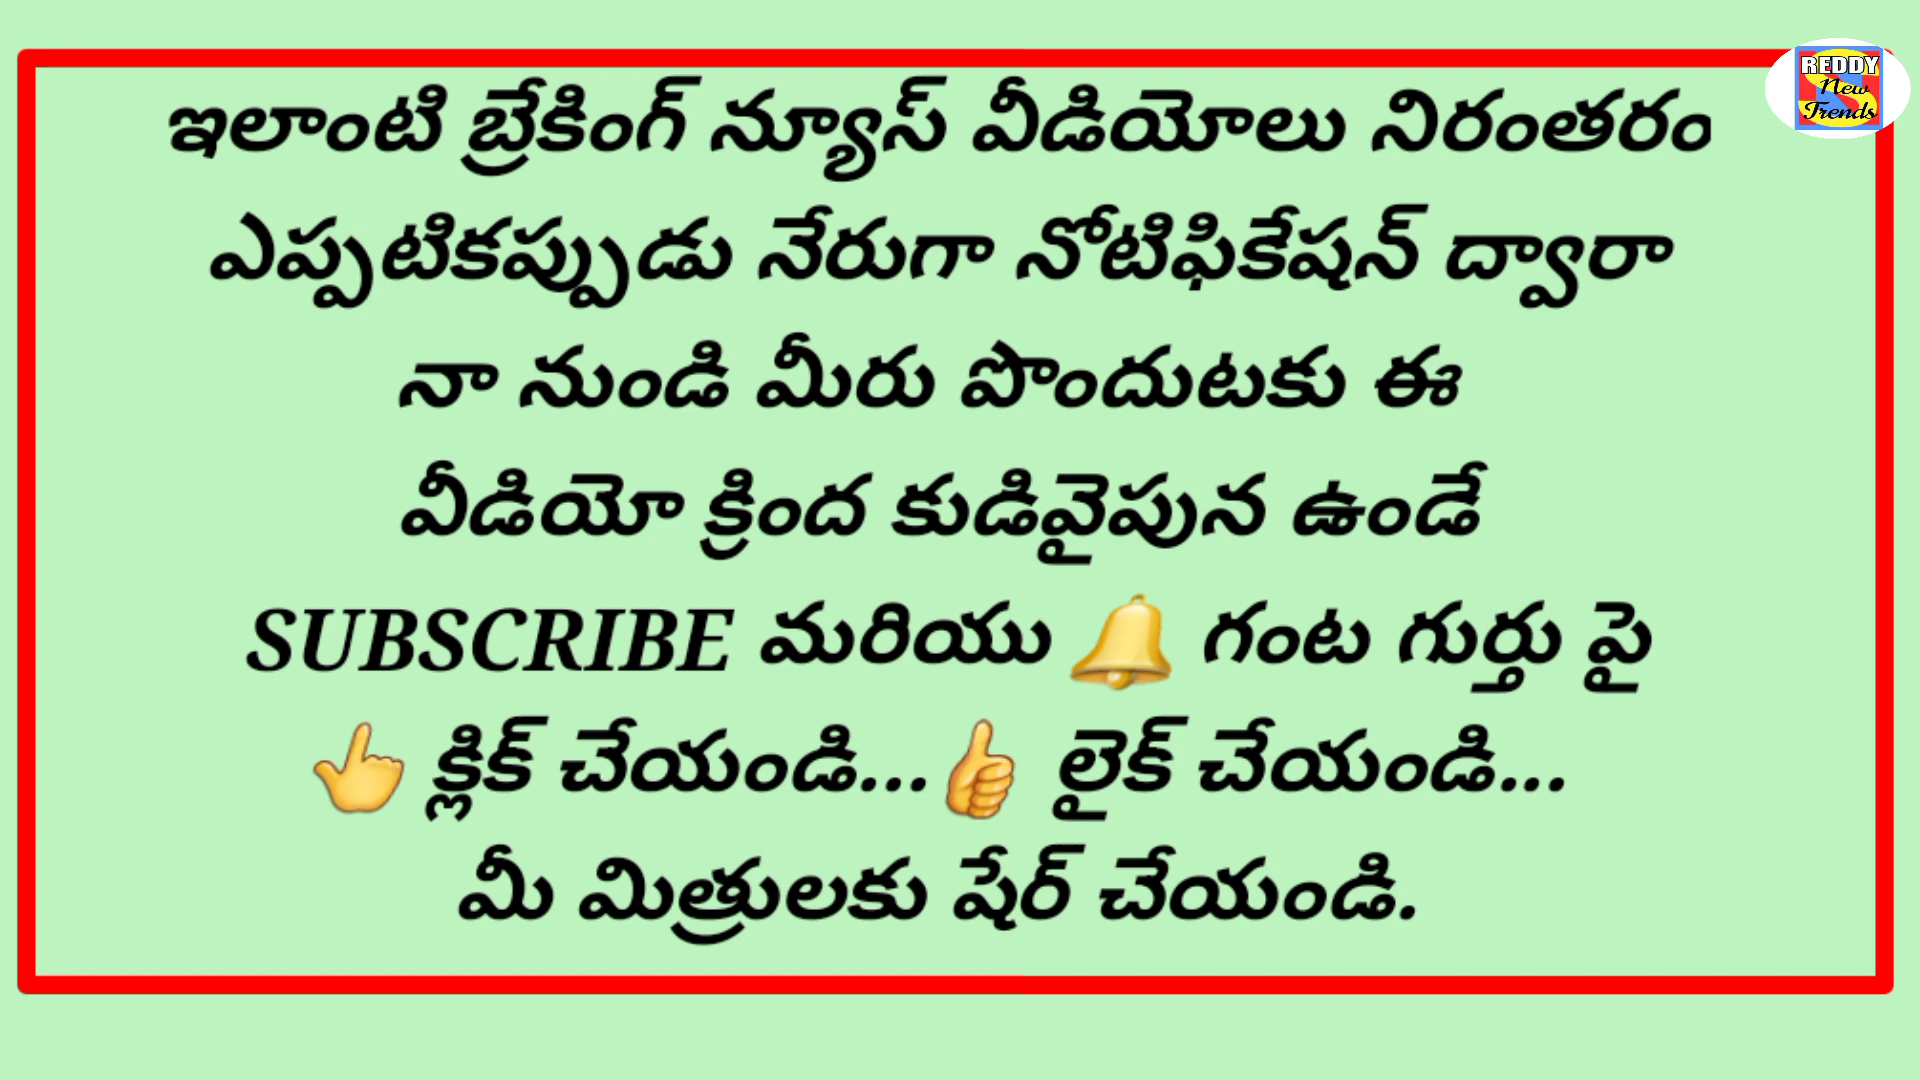 REDDY
New
Trends
ఇలాంటి బ్రేకింగ్ న్యూస్ వీడియోలు నిరంతరం
ఎప్పటికప్పుడు నేరుగా నోటిఫికేషన్ ద్వారా
నా నుండి మీరు పొందుటకు ఈ
వీడియో క్రింద కుడివైపున ఉండే
SUBSCRIBE మరియు 🔔 గంట గుర్తు పై
👆 క్లిక్ చేయండి...👍 లైక్ చేయండి...
మీ మిత్రులకు షేర్ చేయండి.